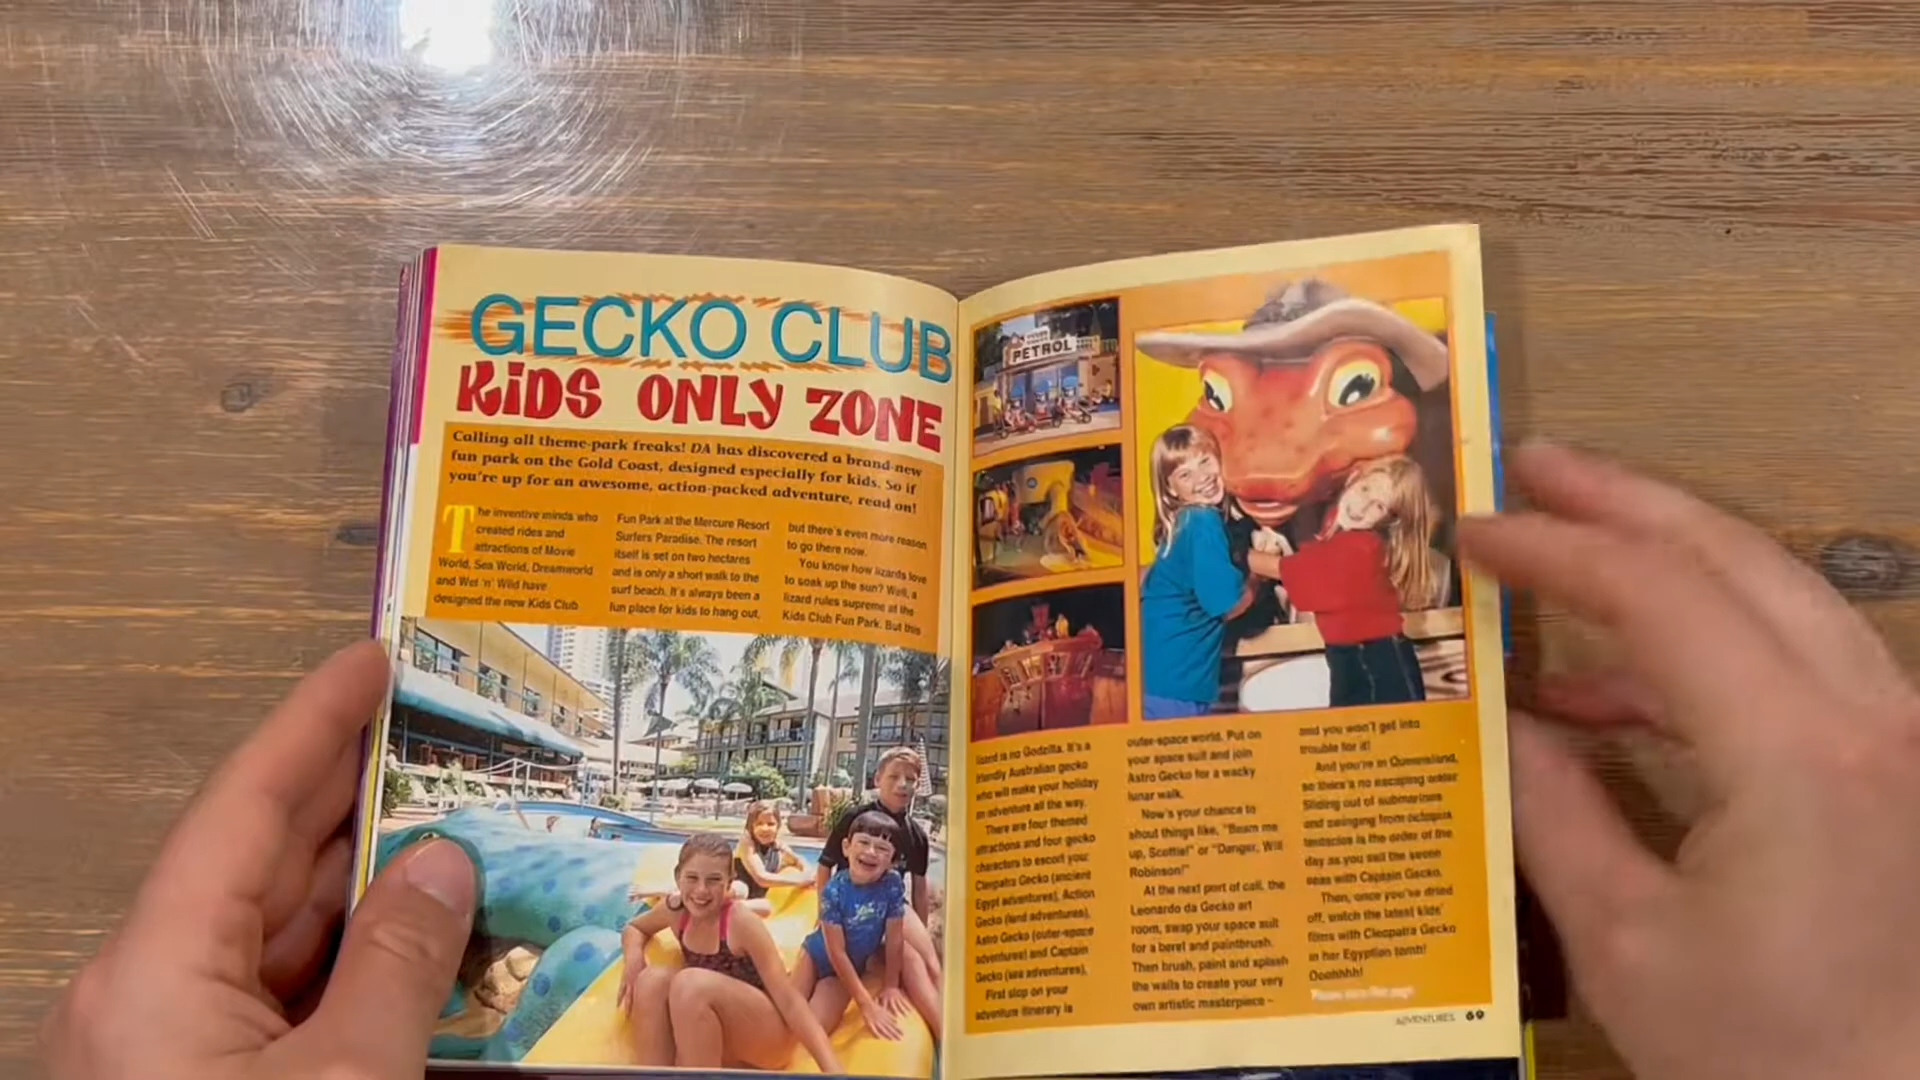 GECKO CLUB
KiDS ONLY ZONE
Calling all theme-park freaks! DA has discovered a brand-new
fun park on the Gold Coast, designed especially for kids. So if
you're up for an awesome, action-packed adventure, read on!
The inventive minds who
created rides and
attractions of Movie
World, Sea World, Dreamworld
and Wet 'n' Wild have
designed the new Kids Club
Fun Park at the Mercure Resort
Surfers Paradise. The resort
itself is set on two hectares
and is only a short walk to the
surf beach. It's always been a
fun place for kids to hang out,
but there's even more reason
to go there now.
You know how lizards love
to soak up the sun? Well, a
lizard rules supreme at the
Kids Club Fun Park. But this
PETROL
lizard is no Godzilla. It's a
friendly Australian gecko
who will make your holiday
an adventure all the way.
There are four themed
attractions and four gecko
characters to escort you:
Cleopatra Gecko (ancient
Egypt adventures), Action
Gecko (land adventures),
Astro Gecko (outer-space
adventures) and Captain
Gecko (sea adventures).
First stop on your
adventure itinerary is
outer-space world. Put on
your space suit and join
Astro Gecko for a wacky
lunar walk.
Now's your chance to
shout things like, "Beam me
up, Scottie!" or "Danger, Will
Robinson!"
At the next port of call, the
Leonardo da Gecko art
room, swap your space suit
for a beret and paintbrush.
Then brush, paint and splash
the walls to create your very
own artistic masterpiece –
and you won't get into
trouble for it!
And you're in Queensland,
so there's no escaping water.
Sliding out of submarines
and swinging from octopus
tentacles is the order of the
day as you sail the seven
seas with Captain Gecko.
Then, once you've dried
off, watch the latest kids'
films with Cleopatra Gecko
in her Egyptian tomb!
Ooohhhh!
ADVENTURES 69